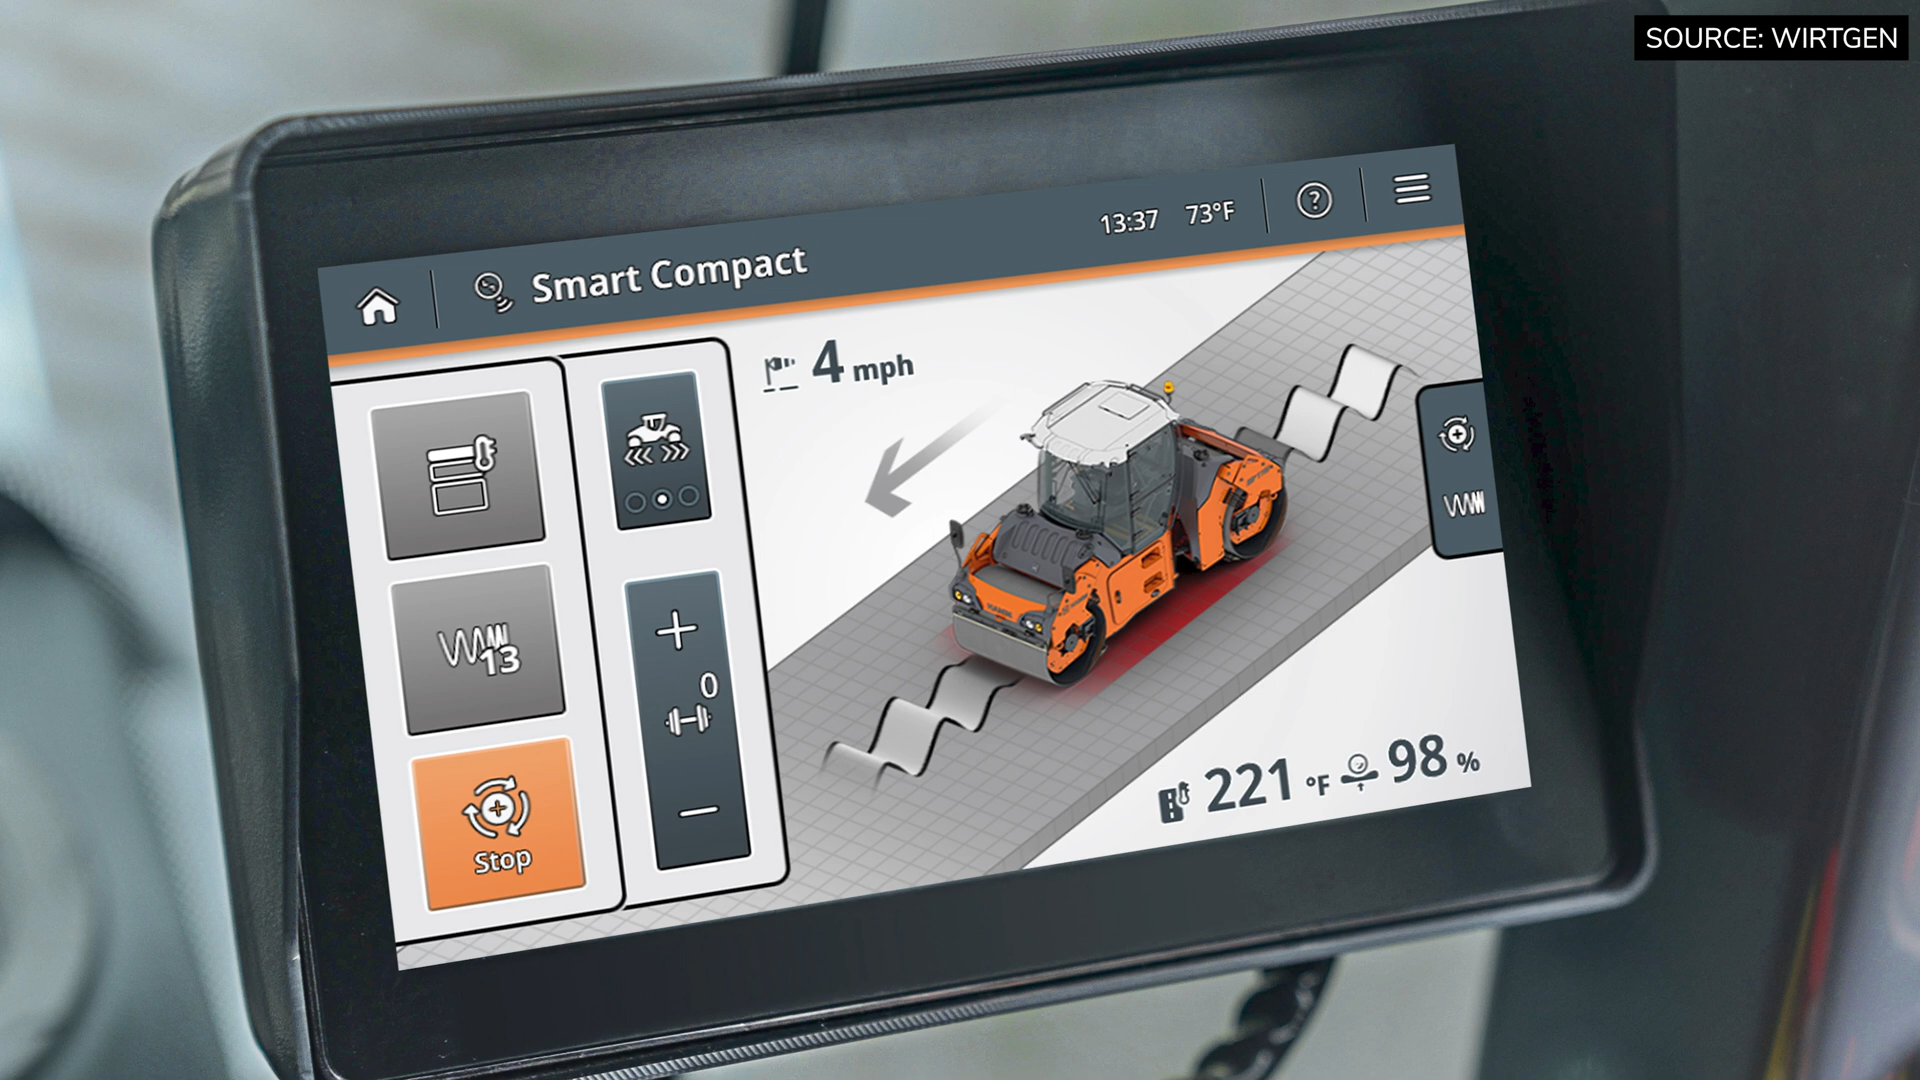 SOURCE: WIRTGEN
Smart Compact
13:37 73°F
?
4 mph
13
0
Stop
221 °F 98 %